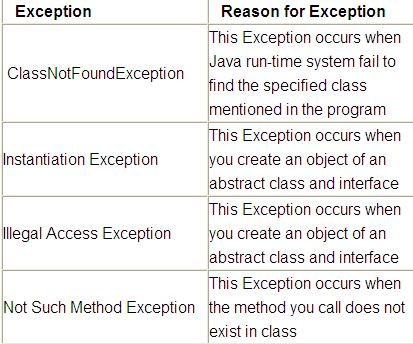 Exception Reason for Exception
ClassNotFoundException
This Exception occurs when
Java run-time system fail to
find the specified class
mentioned in the program
Instantiation Exception
This Exception occurs when
you create an object of an
abstract class and interface
Illegal Access Exception
This Exception occurs when
you create an object of an
abstract class and interface
Not Such Method Exception
This Exception occurs when
the method you call does not
exist in class